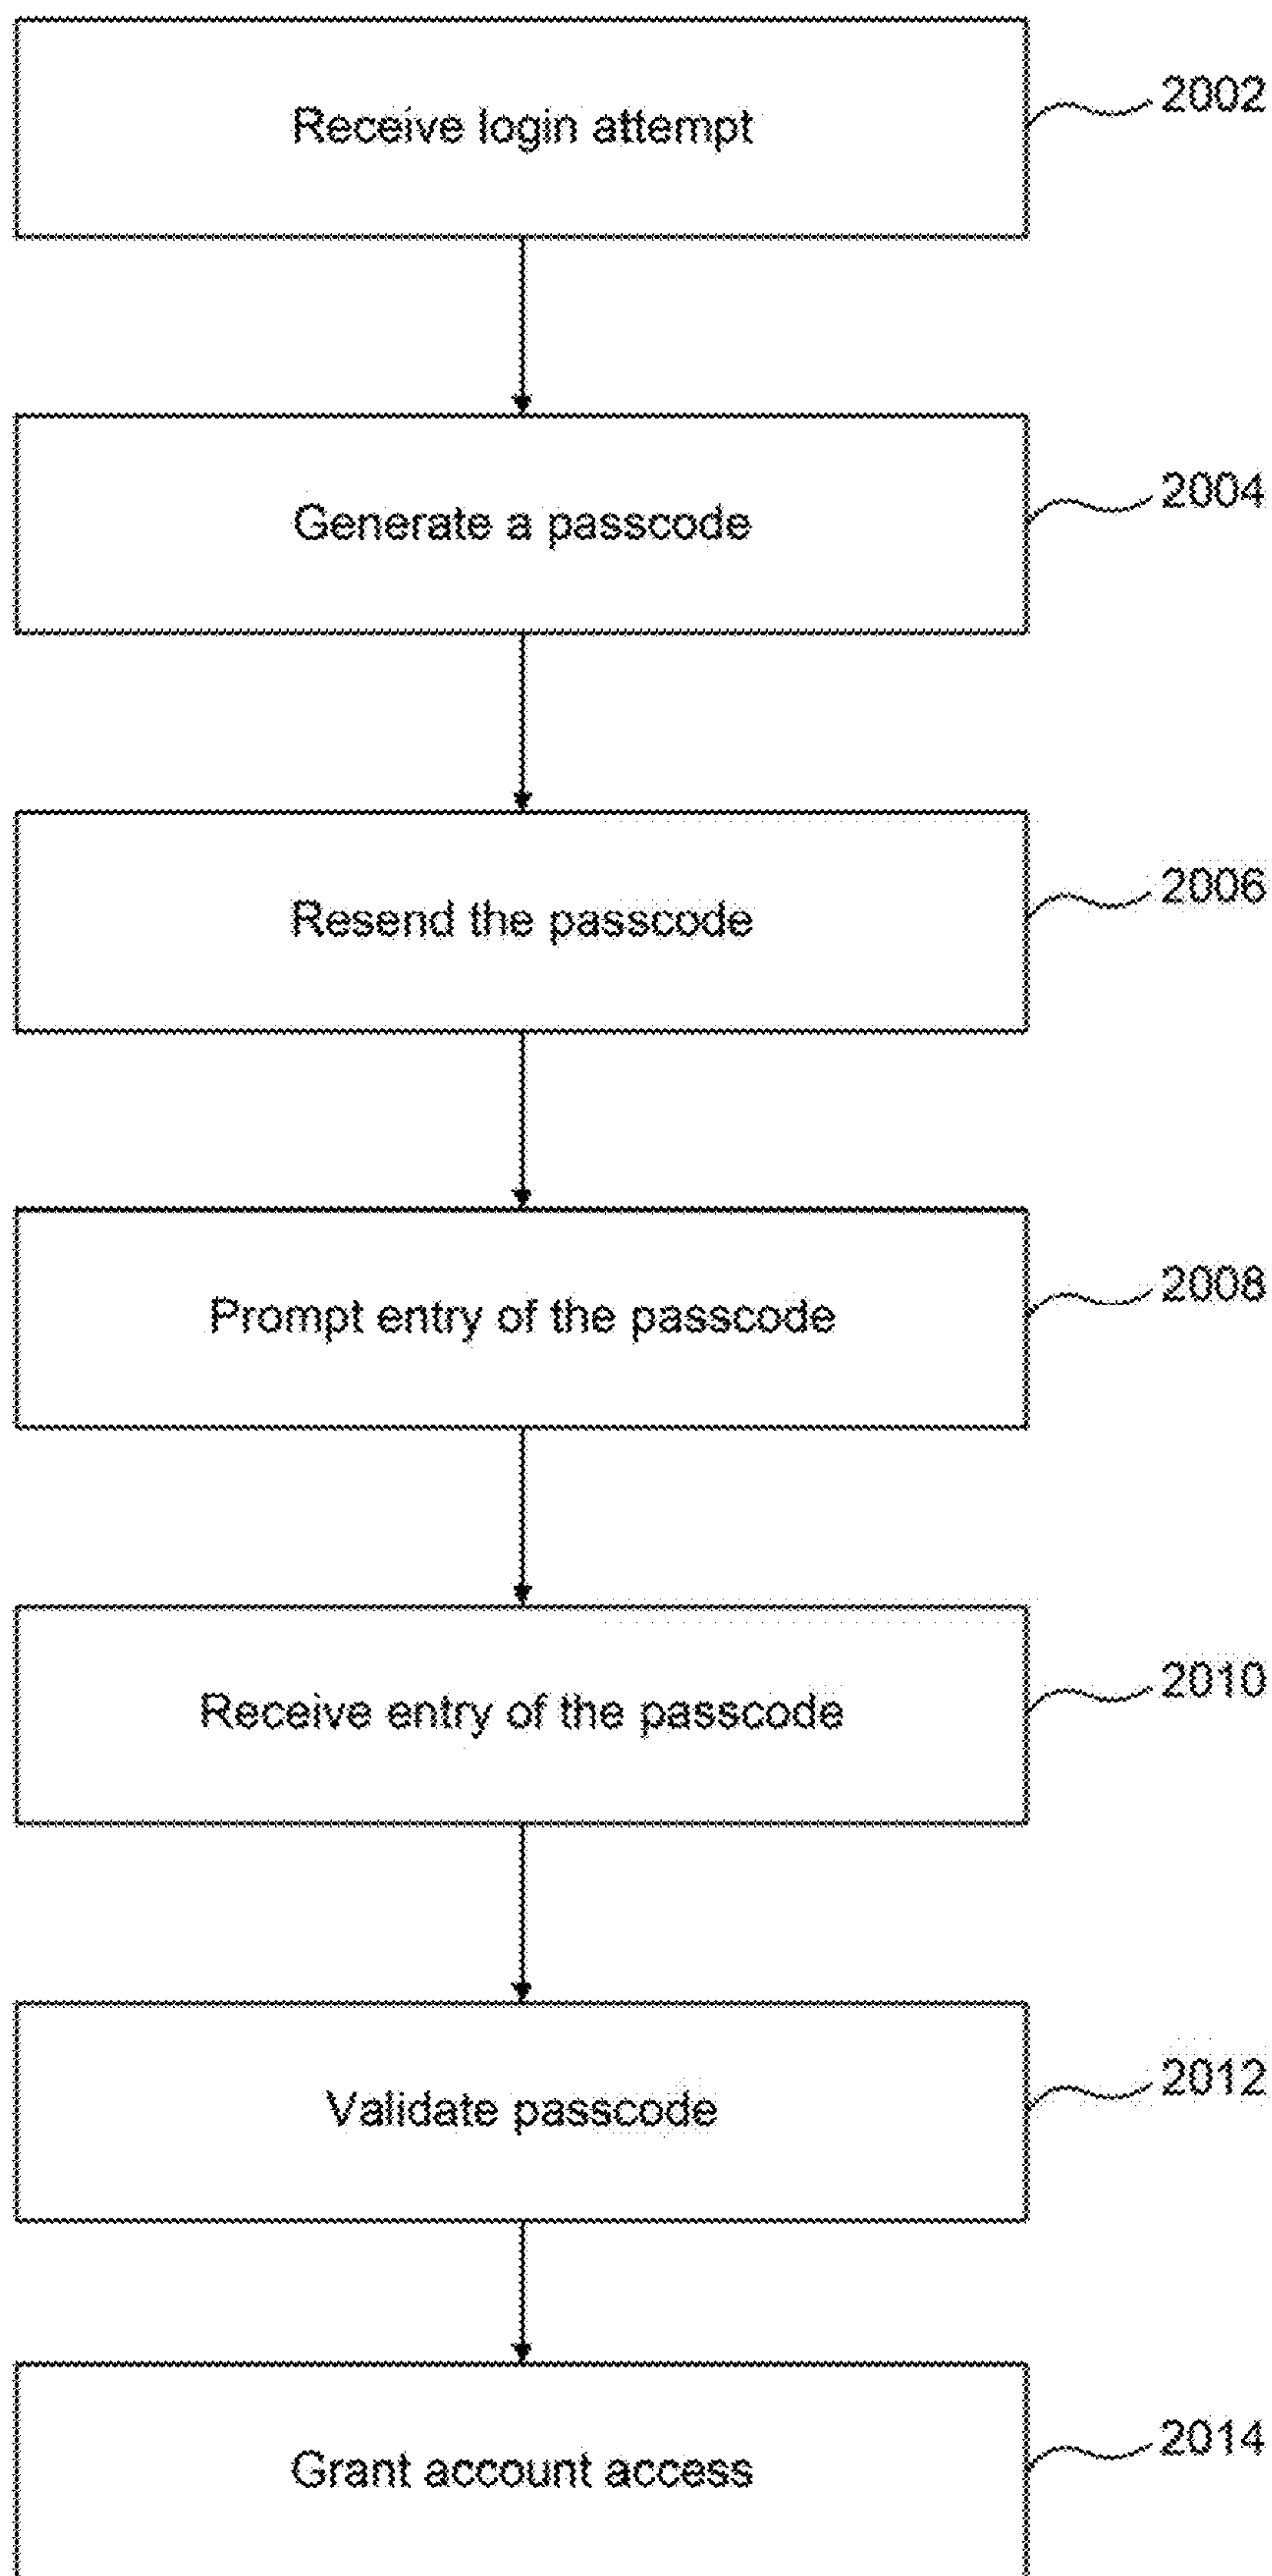 Receive login attempt
2002
Generate a passcode
2004
Resend the passcode
2006
Prompt entry of the passcode
2008
Receive entry of the passcode
2010
Validate passcode
2012
Grant account access
2014